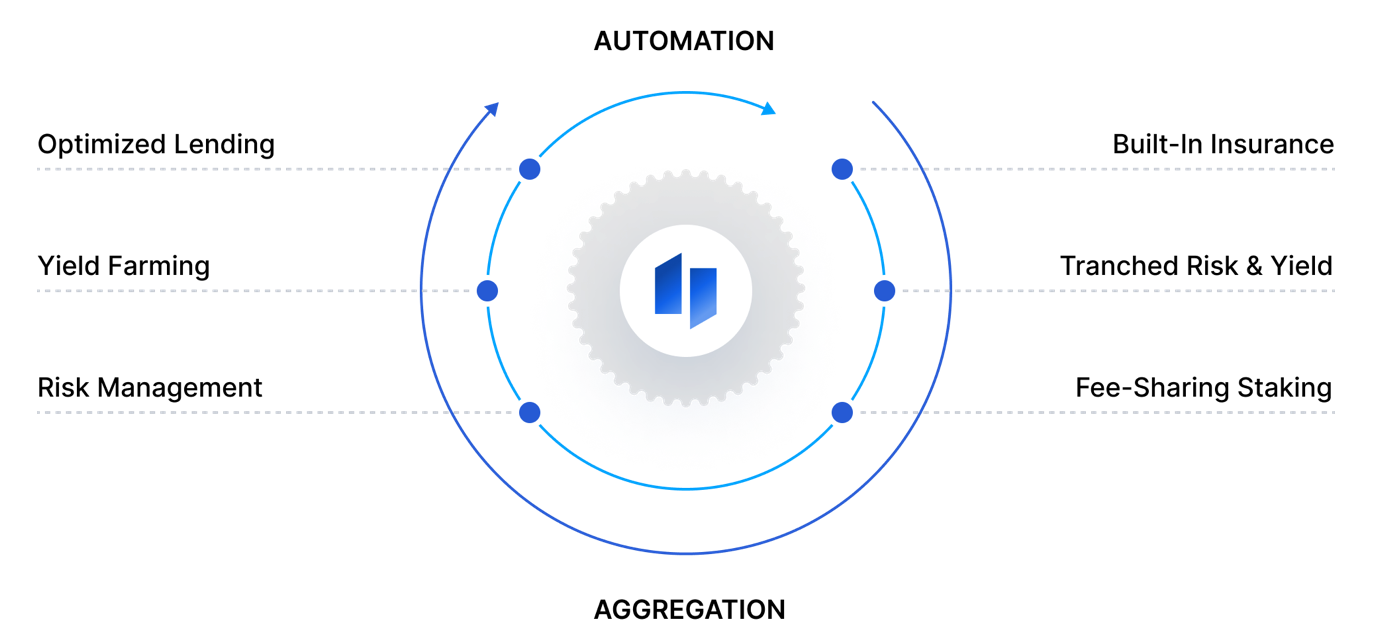 AUTOMATION
Optimized Lending
Built-In Insurance
Yield Farming
Tranched Risk & Yield
Risk Management
Fee-Sharing Staking
AGGREGATION